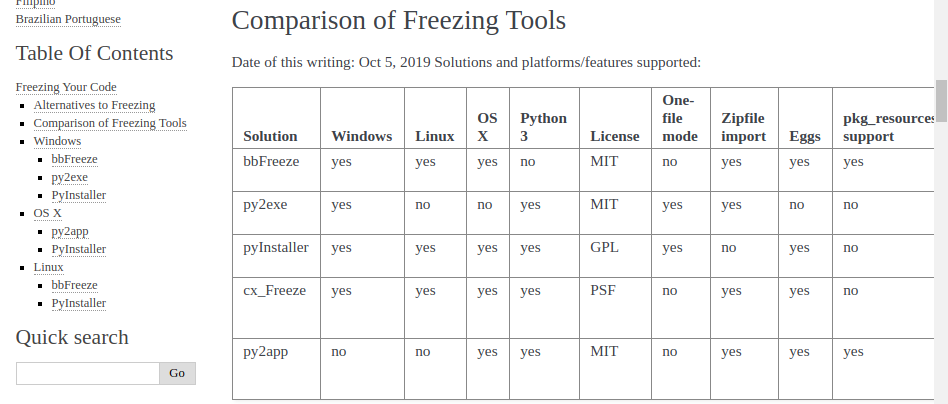 Filipino
Brazilian Portuguese
Table Of Contents
Freezing Your Code
Alternatives to Freezing
Comparison of Freezing Tools
Windows
bbFreeze
py2exe
PyInstaller
OS X
py2app
PyInstaller
Linux
bbFreeze
PyInstaller
Quick search
Go
Comparison of Freezing Tools
Date of this writing: Oct 5, 2019 Solutions and platforms/features supported:
Solution Windows Linux OS X Python 3 License One-file mode Zipfile import Eggs pkg_resources support
bbFreeze yes yes yes no MIT no yes yes yes
py2exe yes no no yes MIT yes yes no no
pyInstaller yes yes yes yes GPL yes no yes no
cx_Freeze yes yes yes yes PSF no yes yes no
py2app no no yes yes MIT no yes yes yes